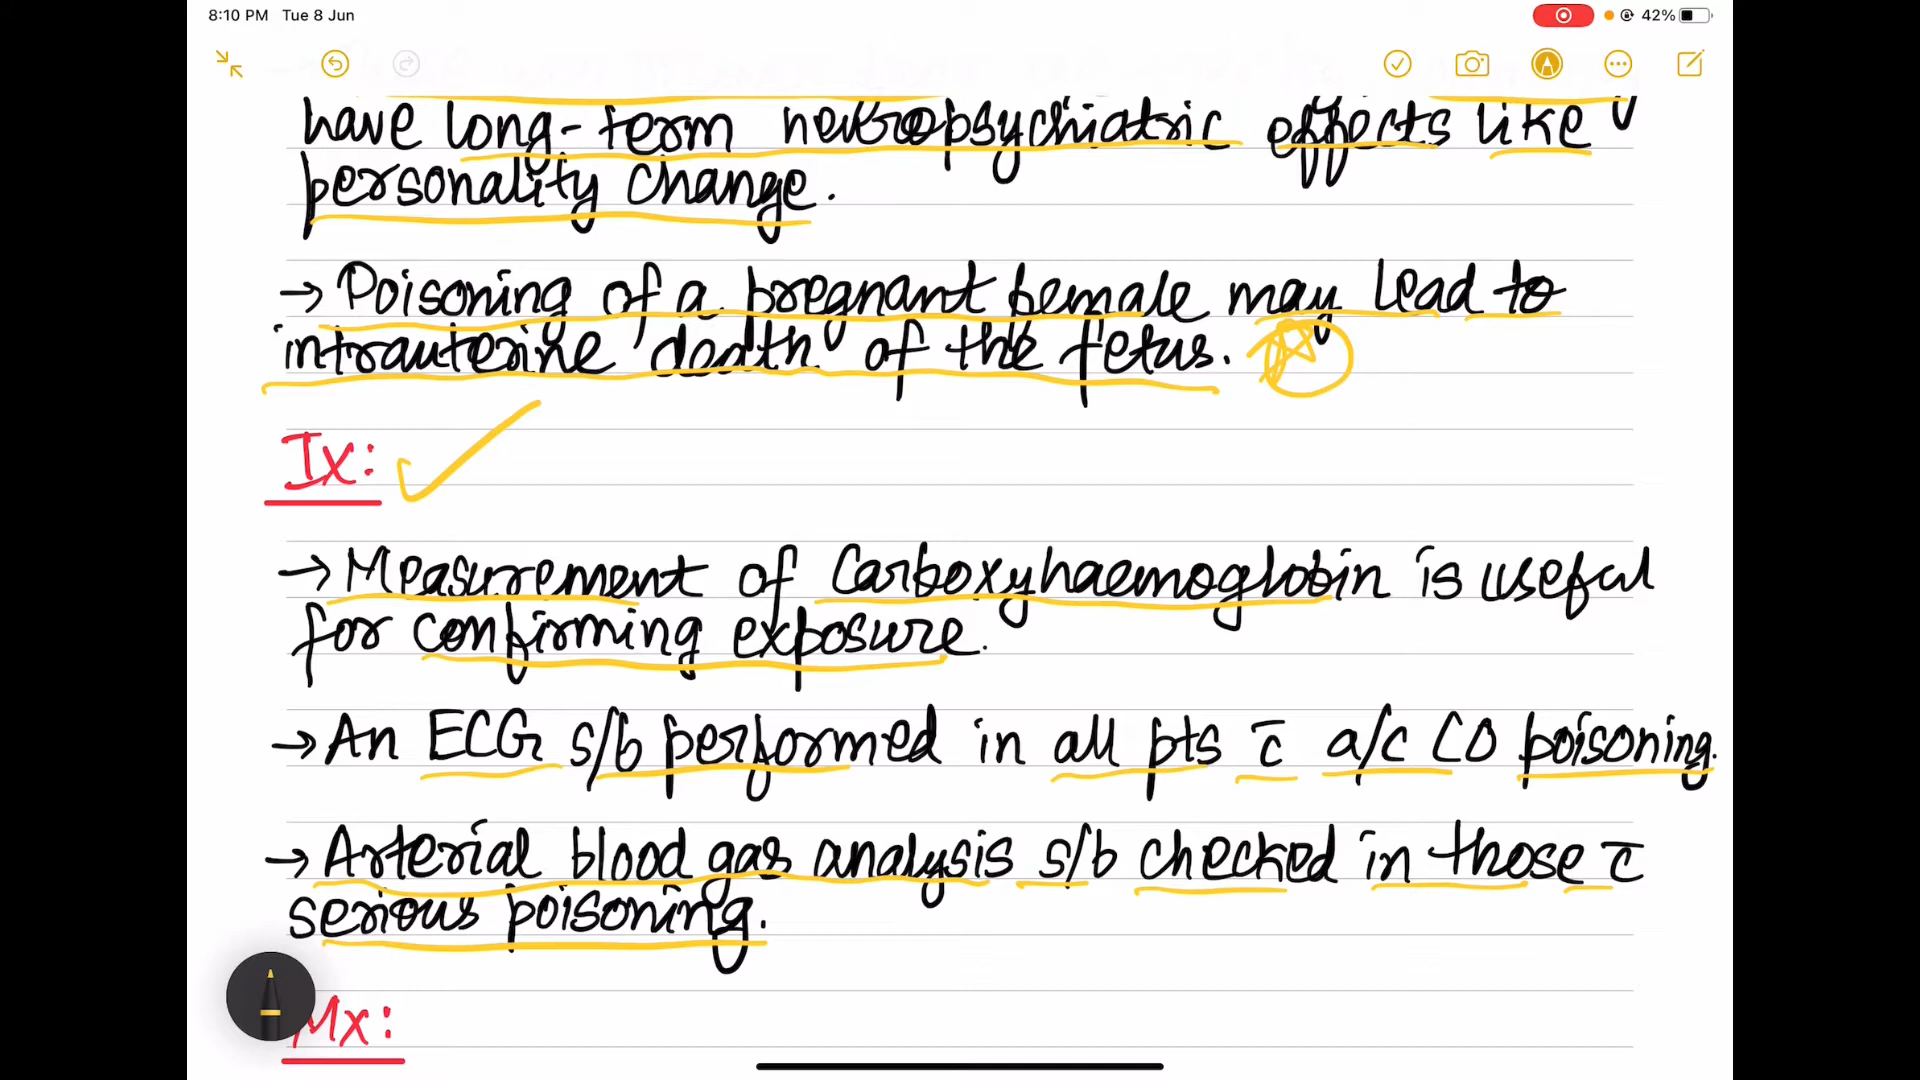 8:10 PM Tue 8 Jun 42%
have long-term neuropsychiatric effects like
personality change.
→ Poisoning of a pregnant female may lead to
intrauterine death of the fetus.
Ix:
→ Measurement of Carboxyhaemoglobin is useful
for confirming exposure.
→ An ECG s/b performed in all pts c̄ a/c CO poisoning.
→ Arterial blood gas analysis s/b checked in those c̄
serious poisoning.
Mx: